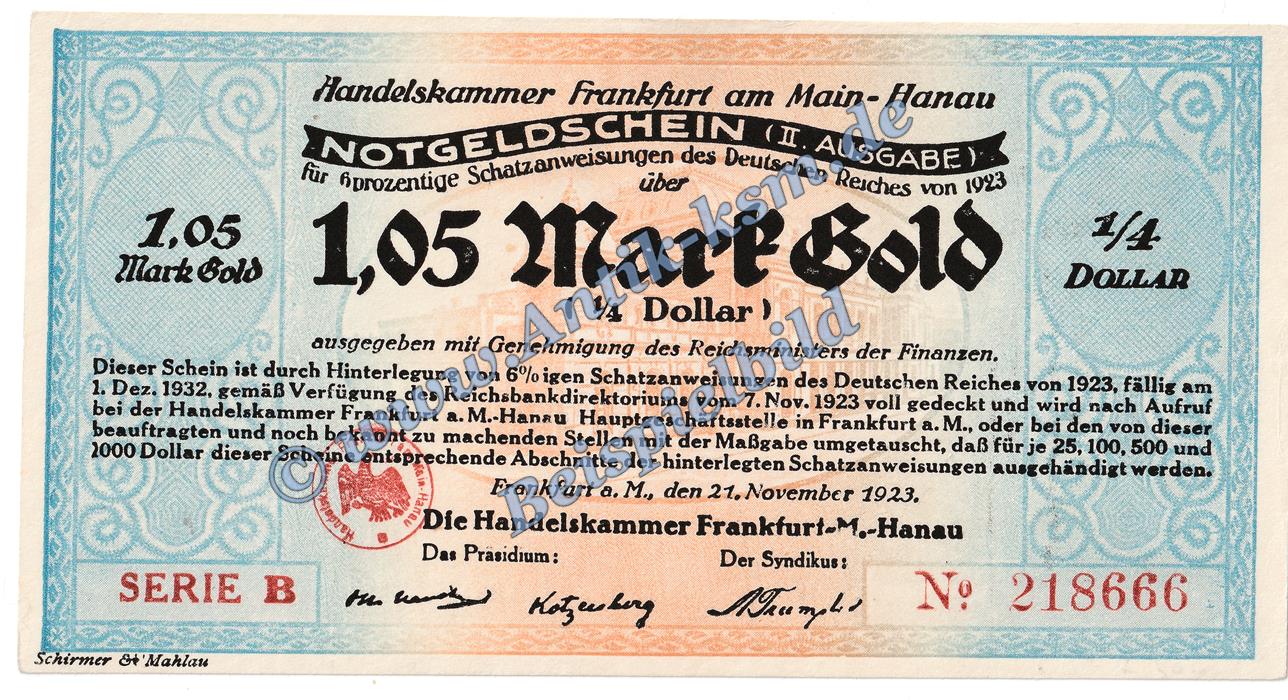 Handelskammer Frankfurt am Main-Hanau
NOTGELDSCHEIN (II. AUSGABE)
für 6prozentige Schatzanweisungen des Deutschen Reiches von 1923
über
1,05 Mark Gold
1,05
Mark Gold
1/4
DOLLAR
1/4 Dollar)
ausgegeben mit Genehmigung des Reichsministers der Finanzen.
Dieser Schein ist durch Hinterlegung von 6%igen Schatzanweisungen des Deutschen Reiches von 1923, fällig am
1. Dez. 1932, gemäß Verfügung des Reichsbankdirektoriums vom 7. Nov. 1923 voll gedeckt und wird nach Aufruf
bei der Handelskammer Frankfurt a. M.-Hanau Hauptgeschäftsstelle in Frankfurt a. M., oder bei den von dieser
beauftragten und noch bekannt zu machenden Stellen mit der Maßgabe umgetauscht, daß für je 25, 100, 500 und
1000 Dollar dieser Scheine entsprechende Abschnitte der hinterlegten Schatzanweisungen ausgehändigt werden.
Frankfurt a. M., den 21. November 1923.
Die Handelskammer Frankfurt-M.-Hanau
Das Präsidium:
Der Syndikus:
Kotzenberg
SERIE B
№ 218666
Schirmer & Mahlau
© www.Antik-ksm.de
Beispielbild